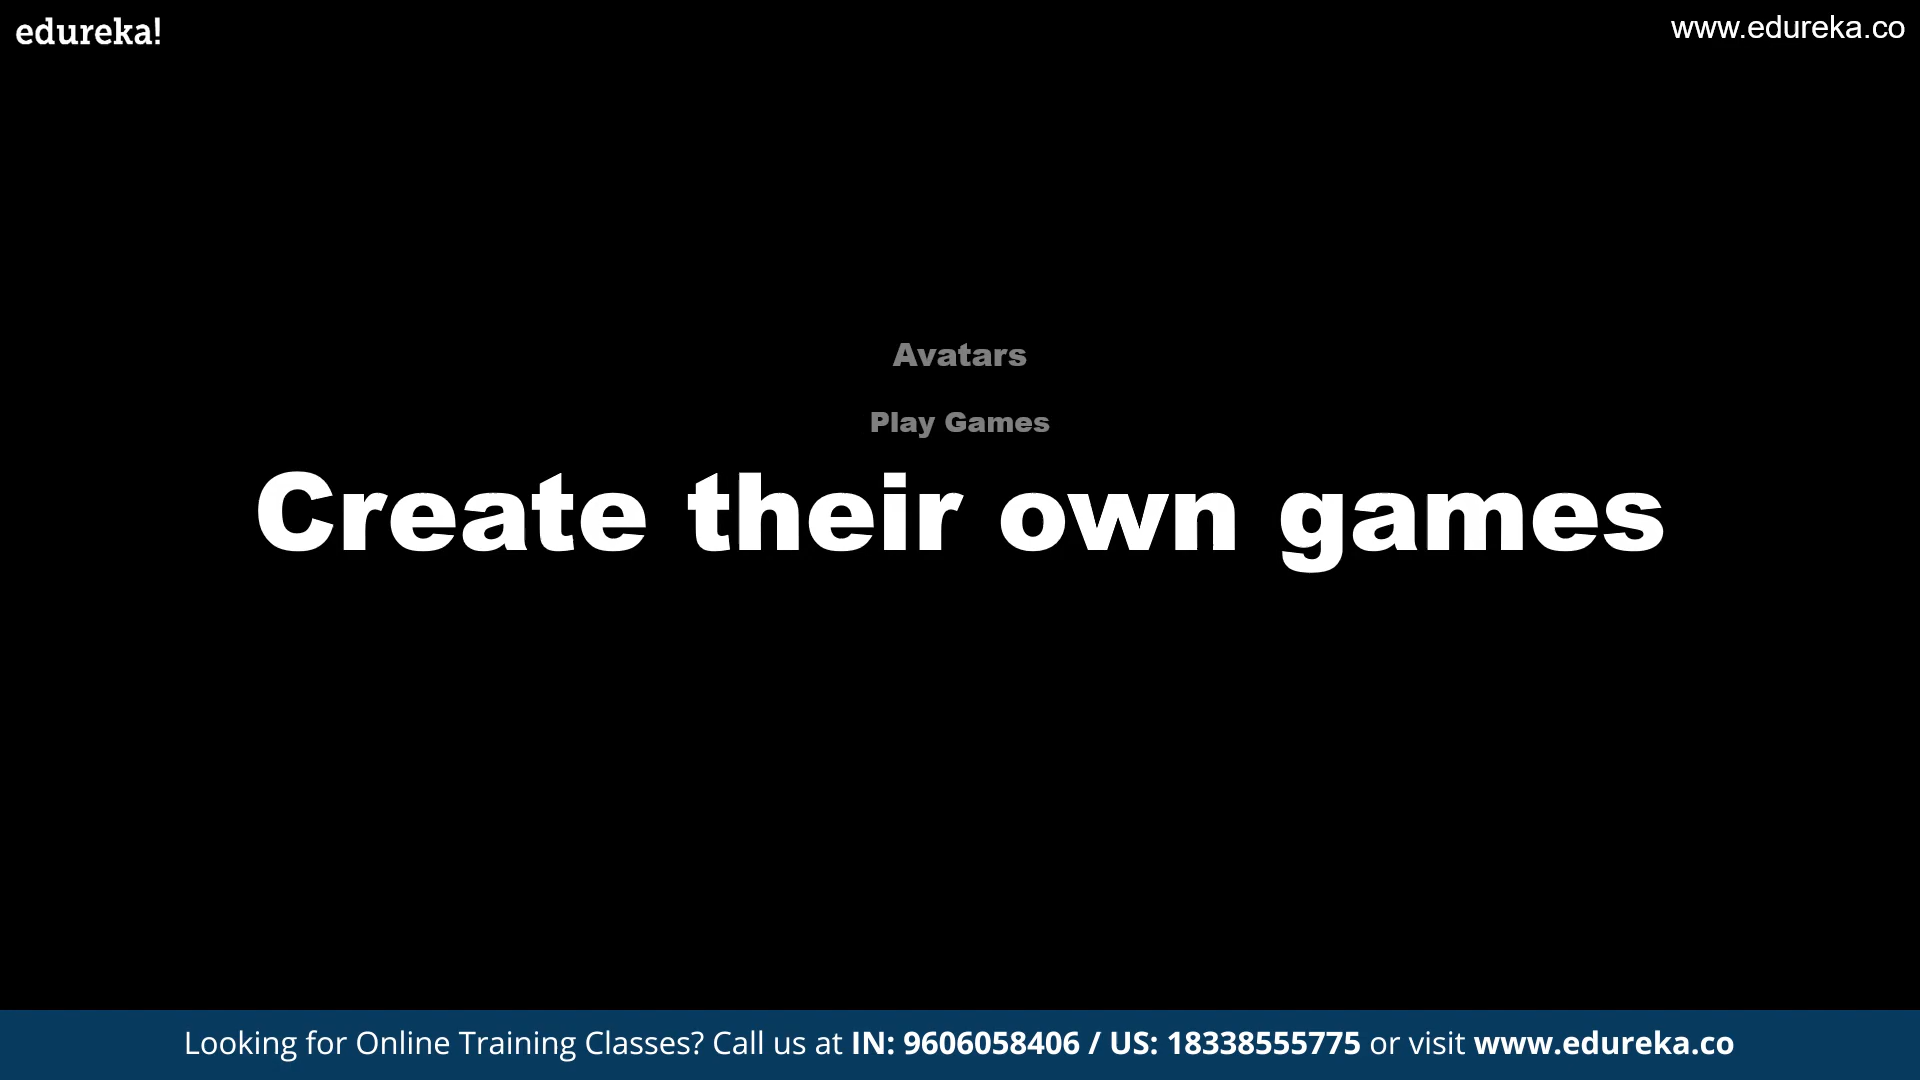 edureka!
www.edureka.co
Avatars
Play Games
Create their own games
Looking for Online Training Classes? Call us at IN: 9606058406 / US: 18338555775 or visit www.edureka.co